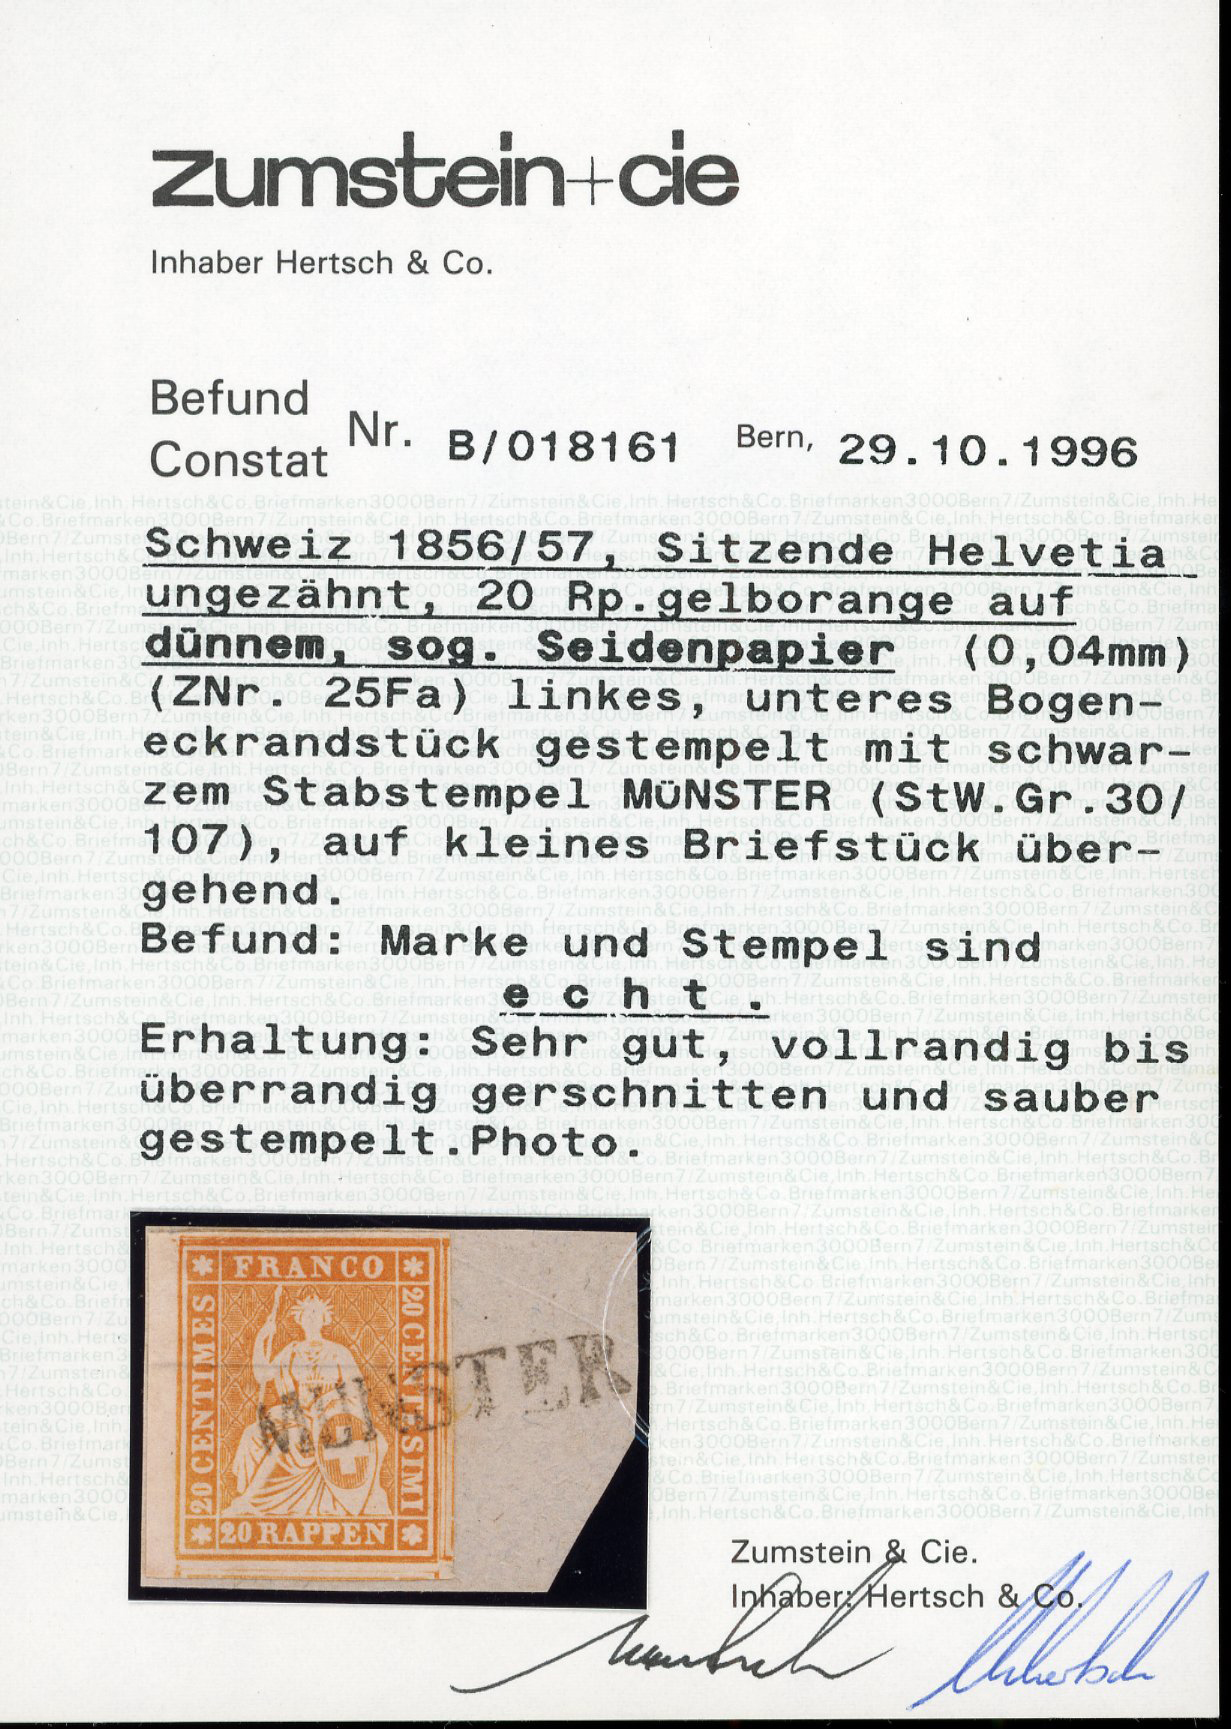 zumstein+cie
Inhaber Hertsch & Co.
Befund
Constat
Nr. B/018161 Bern, 29.10.1996
Schweiz 1856/57, Sitzende Helvetia
ungezähnt, 20 Rp.gelborange auf
dünnem, sog. Seidenpapier (0,04mm)
(ZNr. 25Fa) linkes, unteres Bogen-
eckrandstück gestempelt mit schwar-
zem Stabstempel MÜNSTER (StW.Gr.30/
107), auf kleines Briefstück über-
gehend.
Befund: Marke und Stempel sind
e c h t .
Erhaltung: Sehr gut, vollrandig bis
überrandig gerschnitten und sauber
gestempelt.Photo.
FRANCO
20 CENTIMES
20 CENTESIMI
20 RAPPEN
MUNSTER
Zumstein & Cie.
Inhaber: Hertsch & Co.